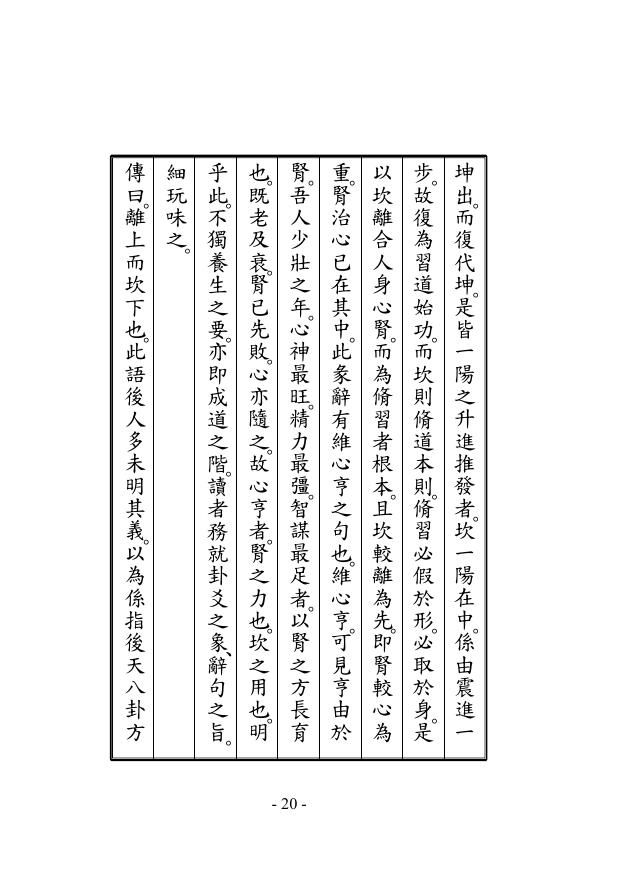 坤出。而復代坤。是皆一陽之升進推發者。坎一陽在中。係由震進一
步。故復為習道始功。而坎則脩道本則。脩習必假於形。必取於身。是
以坎離合人身心腎。而為脩習者根本。且坎較離為先。即腎較心為
重。腎治心已在其中。此彖辭有維心亨之句也。維心亨。可見亨由於
腎。吾人少壯之年。心神最旺。精力最彊。智謀最足者。以腎之方長育
也。既老及衰。腎已先敗。心亦隨之。故心亨者。腎之力也。坎之用也。明
乎此。不獨養生之要。亦即成道之階。讀者務就卦爻之象、辭句之旨。
細玩味之。
傳曰。離上而坎下也。此語後人多未明其義。以為係指後天八卦方
- 20 -